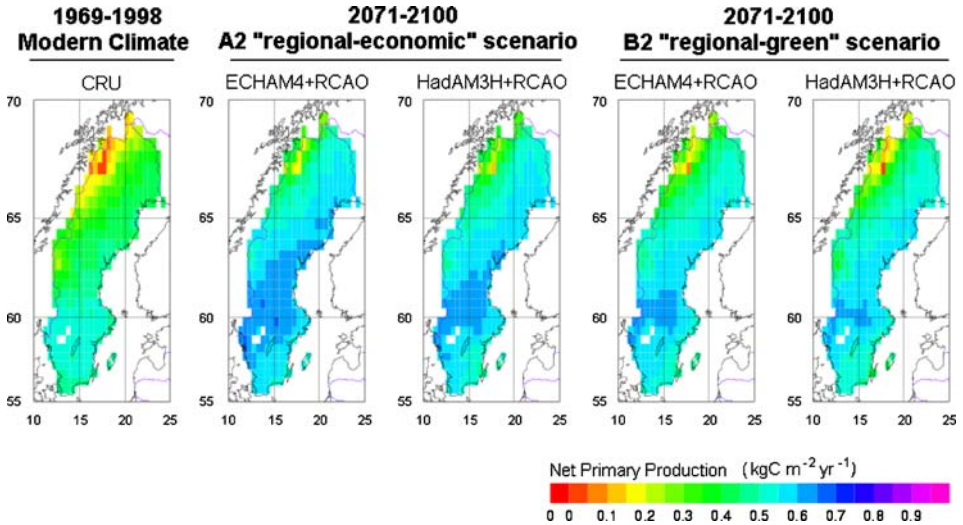 1969-1998
Modern Climate
2071-2100
A2 "regional-economic" scenario
2071-2100
B2 "regional-green" scenario
CRU
ECHAM4+RCAO
HadAM3H+RCAO
ECHAM4+RCAO
HadAM3H+RCAO
70
70
70
70
70
65
65
65
65
65
60
60
60
60
60
55
55
55
55
55
10 15 20 25
10 15 20 25
10 15 20 25
10 15 20 25
10 15 20 25
Net Primary Production (kgC m⁻² yr⁻¹)
0 0 0.1 0.2 0.3 0.4 0.5 0.6 0.7 0.8 0.9